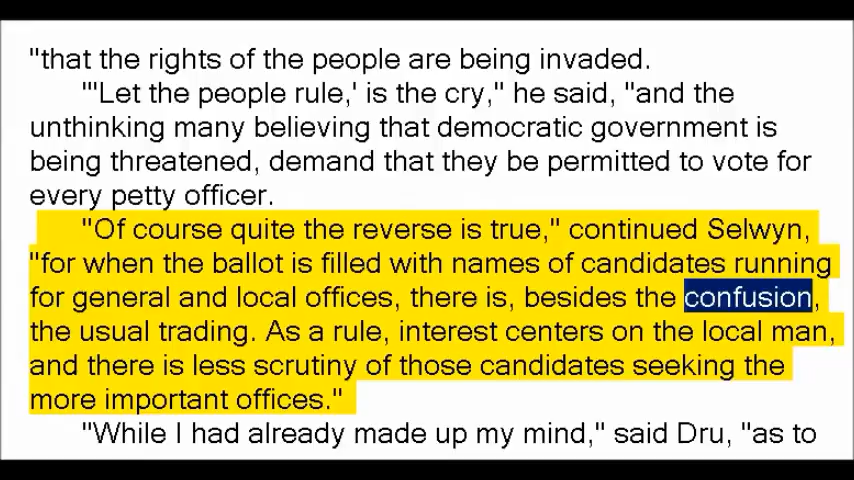 "that the rights of the people are being invaded.
"'Let the people rule,' is the cry," he said, "and the
unthinking many believing that democratic government is
being threatened, demand that they be permitted to vote for
every petty officer.
"Of course quite the reverse is true," continued Selwyn,
"for when the ballot is filled with names of candidates running
for general and local offices, there is, besides the confusion,
the usual trading. As a rule, interest centers on the local man,
and there is less scrutiny of those candidates seeking the
more important offices."
"While I had already made up my mind," said Dru, "as to